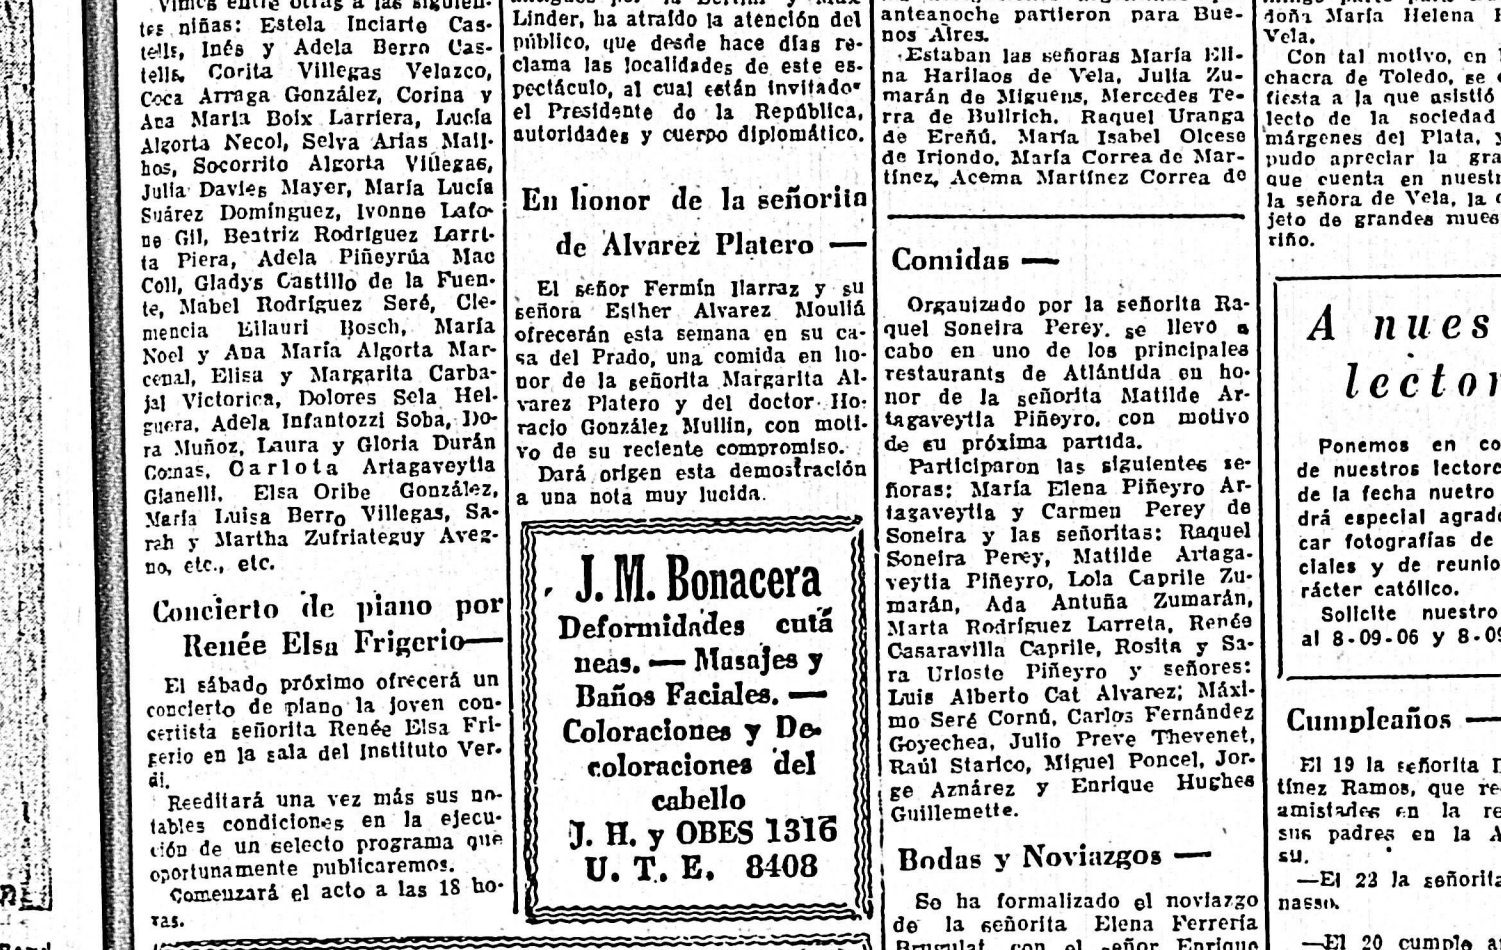 Vimos entre otras a las siguien-
tes niñas: Estela Inciarte Cas-
tells, Inés y Adela Berro Cas-
tells, Corita Villegas Velazco,
Coca Arraga González, Corina y
Ana María Boix Larriera, Lucía
Algorta Necol, Selva Arias Mail-
hos, Socorrito Algorta Villegas,
Julia Davies Mayer, María Lucía
Suárez Domínguez, Ivonne Lafo-
ne Gil, Beatriz Rodríguez Larri-
ta Piera, Adela Piñeyrúa Mac
Coll, Gladys Castillo de la Fuen-
te, Mabel Rodríguez Seré, Cle-
mencia Ellauri Bosch, María
Noel y Ana María Algorta Mar-
cenal, Elisa y Margarita Carba-
jal Victorica, Dolores Sela Hel-
guera, Adela Infantozzi Soba, Do-
ra Muñoz, Laura y Gloria Durán
Comas, Carlota Artagaveytia
Gianelli, Elsa Oribe González,
María Luisa Berro Villegas, Sa-
rah y Martha Zufriateguy Aveg-
no, etc., etc.
Concierto de piano por
Renée Elsa Frigerio—
El sábado próximo ofrecerá un
concierto de piano la joven con-
certista señorita Renée Elsa Fri-
gerio en la sala del Instituto Ver-
di.
Reeditará una vez más sus no-
tables condiciones en la ejecu-
ción de un selecto programa que
oportunamente publicaremos.
Comenzará el acto a las 18 ho-
ras.
Linder, ha atraído la atención del
público, que desde hace días re-
clama las localidades de este es-
pectáculo, al cual están invitados
el Presidente de la República,
autoridades y cuerpo diplomático.
En honor de la señorita
de Alvarez Platero —
El señor Fermín Ilarraz y su
señora Esther Alvarez Mouliá
ofrecerán esta semana en su ca-
sa del Prado, una comida en ho-
nor de la señorita Margarita Al-
varez Platero y del doctor Ho-
racio González Mullin, con moti-
vo de su reciente compromiso.
Dará origen esta demostración
a una nota muy lucida.
J. M. Bonacera
Deformidades cutá
neas. — Masajes y
Baños Faciales. —
Coloraciones y De-
coloraciones del
cabello
J. H. y OBES 1316
U. T. E. 8408
anteanoche partieron para Bue-
nos Aires.
Estaban las señoras María Eli-
na Harilaos de Vela, Julia Zu-
marán de Miguens, Mercedes Te-
rra de Bullrich, Raquel Uranga
de Ereñú, María Isabel Olcese
de Iriondo, María Correa de Mar-
tínez, Acema Martínez Correa de
Comidas —
Organizado por la señorita Ra-
quel Soneira Perey, se llevó a
cabo en uno de los principales
restaurants de Atlántida en ho-
nor de la señorita Matilde Ar-
tagaveytia Piñeyro, con motivo
de su próxima partida.
Participaron las siguientes se-
ñoras: María Elena Piñeyro Ar-
tagaveytia y Carmen Perey de
Soneira y las señoritas: Raquel
Soneira Perey, Matilde Artaga-
veytia Piñeyro, Lola Caprile Zu-
marán, Ada Antuña Zumarán,
Marta Rodríguez Larreta, Renée
Casaravilla Caprile, Rosita y Sa-
ra Urioste Piñeyro y señores:
Luis Alberto Cat Alvarez; Máxi-
mo Seré Cornú, Carlos Fernández
Goyechea, Julio Preve Thevenet,
Raúl Starico, Miguel Poncel, Jor-
ge Aznárez y Enrique Hughes
Guillemette.
Bodas y Noviazgos —
Se ha formalizado el noviazgo
de la señorita Elena Ferrería
con el señor Enrique
doña María Helena
Vela.
Con tal motivo, en
chacra de Toledo, se
fiesta a la que asistió
lecto de la sociedad
márgenes del Plata, y
pudo apreciar la gra
que cuenta en nuestr
la señora de Vela, la
jeto de grandes mues
riño.
A nues
lector
Ponemos en co
de nuestros lectore
de la fecha nuetro
drá especial agrad
car fotografías de
ciales y de reunio
rácter católico.
Solicite nuestro
al 8-09-06 y 8-09
Cumpleaños —
El 19 la señorita
tínez Ramos, que re
amistades en la re
sus padres en la A
su.
—El 23 la señorita
nasso.
—El 20 cumple